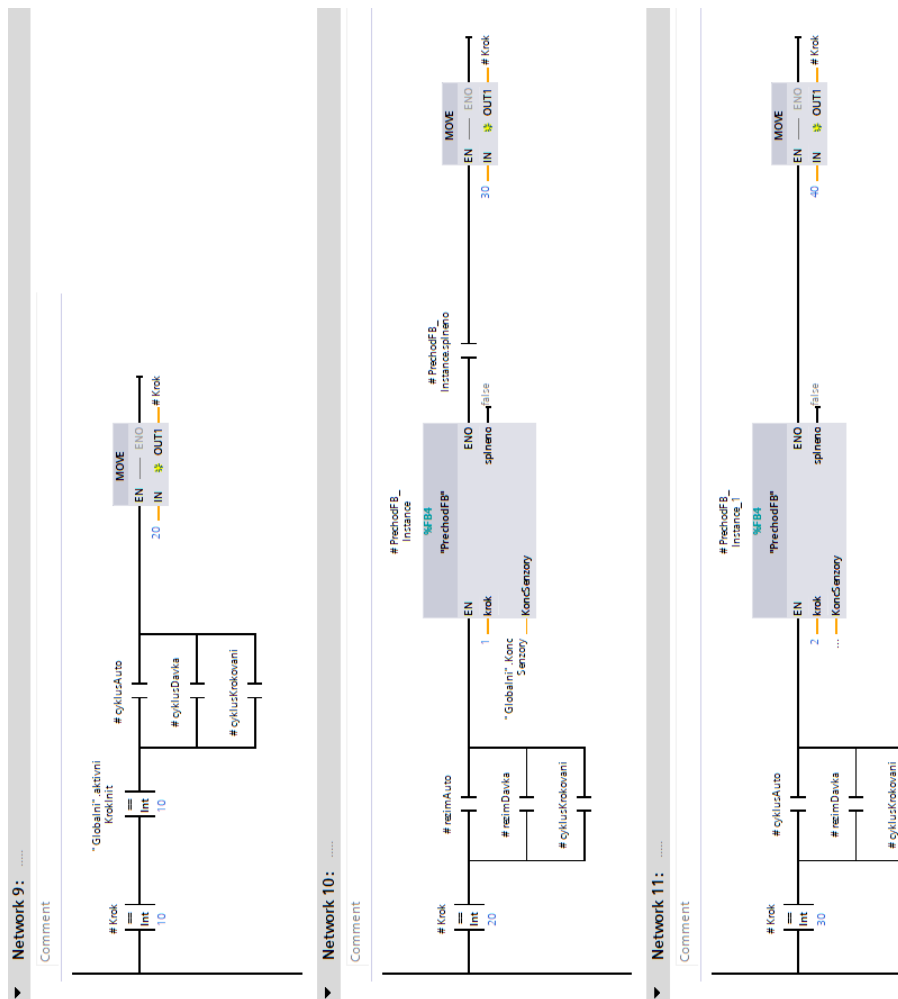 Network 9: .....
Comment
# Krok
==
Int
10
"Globalni".aktivni
KrokInit
==
Int
10
# cyklusAuto
# cyklusDavka
# cyklusKrokovani
MOVE
EN
ENO
20
IN
OUT1
# Krok
Network 10: .....
Comment
# Krok
==
Int
20
# rezimAuto
# rezimDavka
# cyklusKrokovani
# PrechodFB_
Instance
%FB4
"PrechodFB"
EN
ENO
1
krok
splneno
false
"Globalni".Konc
Senzory
KoncSenzory
# PrechodFB_
Instance.splneno
MOVE
EN
ENO
30
IN
OUT1
# Krok
Network 11: .....
Comment
# Krok
==
Int
30
# cyklusAuto
# rezimDavka
# cyklusKrokovani
# PrechodFB_
Instance_1
%FB4
"PrechodFB"
EN
ENO
2
krok
splneno
false
...
KoncSenzory
MOVE
EN
ENO
40
IN
OUT1
# Krok